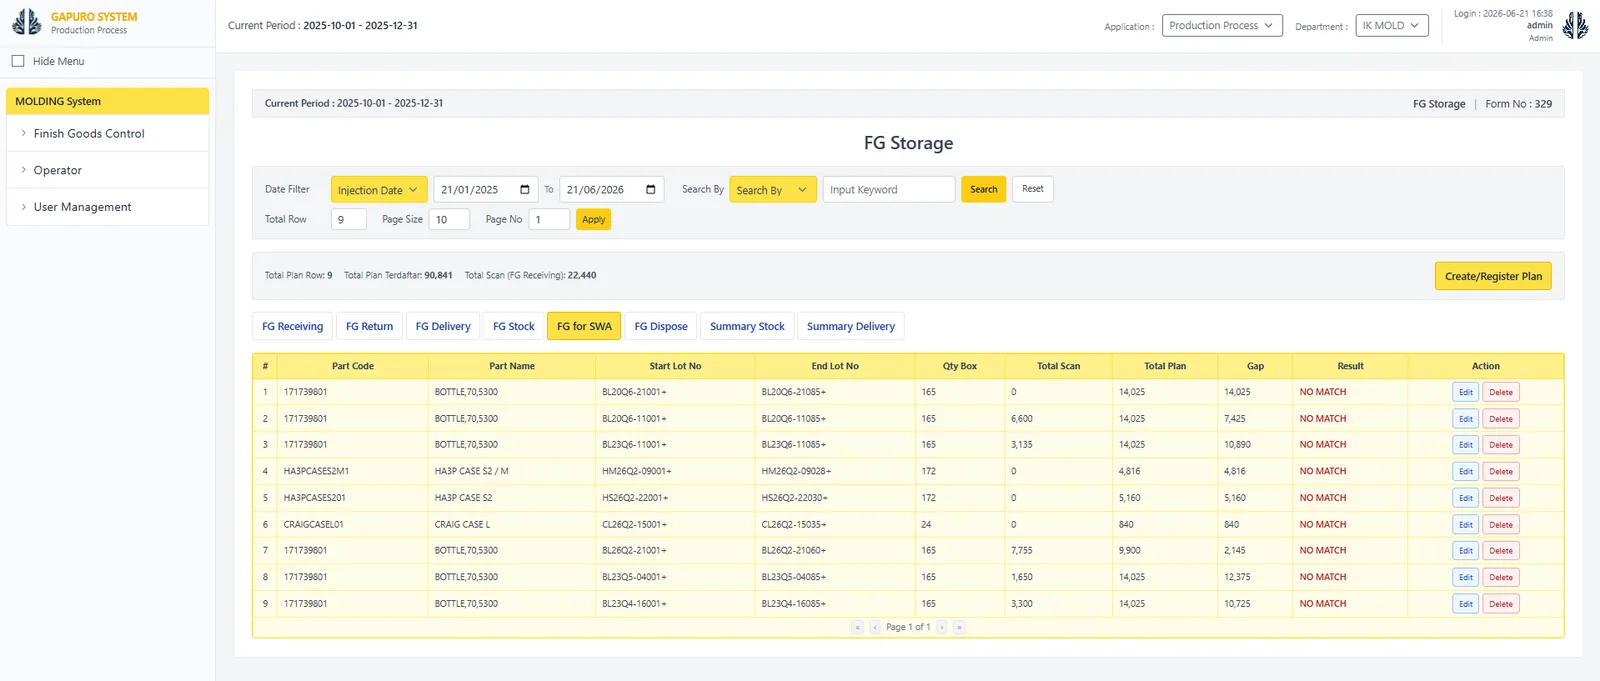 GAPURO SYSTEM
Production Process
Current Period : 2025-10-01 - 2025-12-31
Application : Production Process Department : IK MOLD
Login : 2026-06-21 16:38
admin
Admin
Hide Menu
MOLDING System
Finish Goods Control
Operator
User Management
Current Period : 2025-10-01 - 2025-12-31 FG Storage | Form No : 329
FG Storage
Date Filter Injection Date 21/01/2025 To 21/06/2026 Search By Search By Input Keyword Search Reset
Total Row 9 Page Size 10 Page No 1 Apply
Total Plan Row: 9 Total Plan Terdaftar: 90,841 Total Scan (FG Receiving): 22,440 Create/Register Plan
FG Receiving FG Return FG Delivery FG Stock FG for SWA FG Dispose Summary Stock Summary Delivery
# Part Code Part Name Start Lot No End Lot No Qty Box Total Scan Total Plan Gap Result Action
1 171739801 BOTTLE,70,5300 BL20Q6-21001+ BL20Q6-21085+ 165 0 14,025 14,025 NO MATCH Edit Delete
2 171739801 BOTTLE,70,5300 BL20Q6-11001+ BL20Q6-11085+ 165 6,600 14,025 7,425 NO MATCH Edit Delete
3 171739801 BOTTLE,70,5300 BL23Q6-11001+ BL23Q6-11085+ 165 3,135 14,025 10,890 NO MATCH Edit Delete
4 HA3PCASES2M1 HA3P CASE S2 / M HM26Q2-09001+ HM26Q2-09028+ 172 0 4,816 4,816 NO MATCH Edit Delete
5 HA3PCASES201 HA3P CASE S2 HS26Q2-22001+ HS26Q2-22030+ 172 0 5,160 5,160 NO MATCH Edit Delete
6 CRAIGCASEL01 CRAIG CASE L CL26Q2-15001+ CL26Q2-15035+ 24 0 840 840 NO MATCH Edit Delete
7 171739801 BOTTLE,70,5300 BL26Q2-21001+ BL26Q2-21060+ 165 7,755 9,900 2,145 NO MATCH Edit Delete
8 171739801 BOTTLE,70,5300 BL23Q5-04001+ BL23Q5-04085+ 165 1,650 14,025 12,375 NO MATCH Edit Delete
9 171739801 BOTTLE,70,5300 BL23Q4-16001+ BL23Q4-16085+ 165 3,300 14,025 10,725 NO MATCH Edit Delete
« ‹ Page 1 of 1 › »